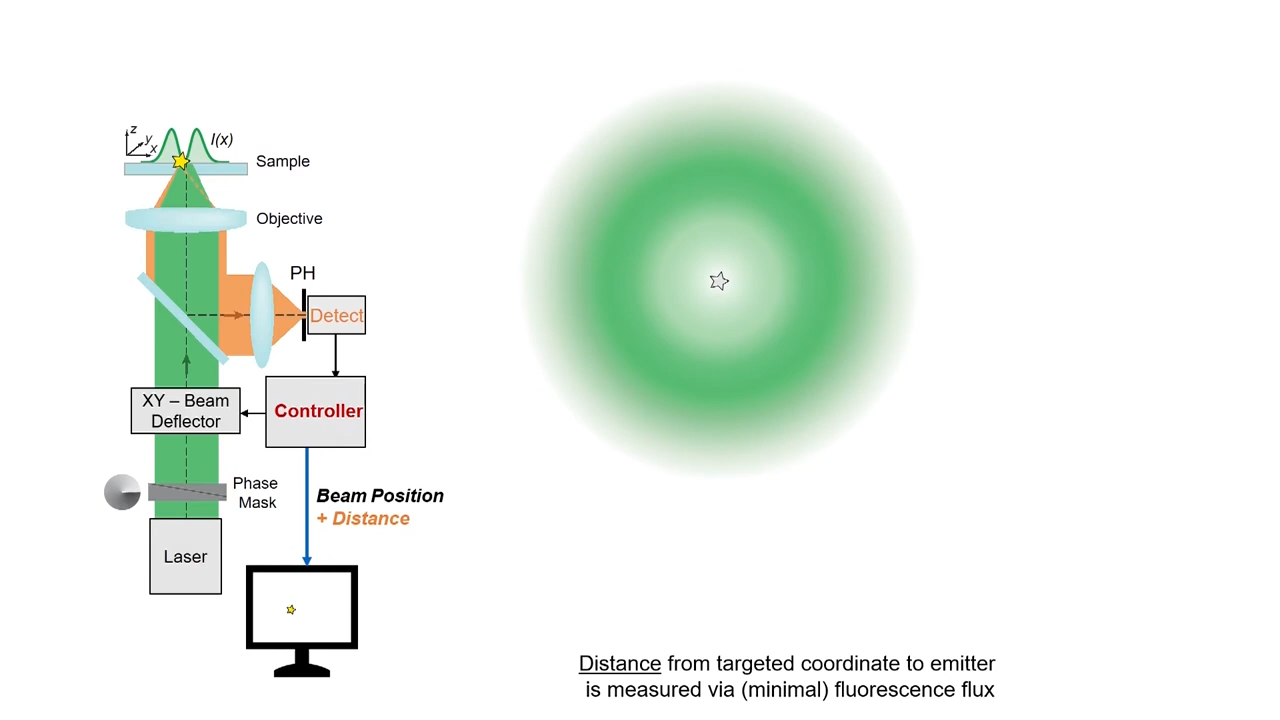 z
y
x
I(x)
Sample
Objective
PH
Detect
XY – Beam
Deflector
Controller
Phase
Mask
Beam Position
+ Distance
Laser
Distance from targeted coordinate to emitter
is measured via (minimal) fluorescence flux